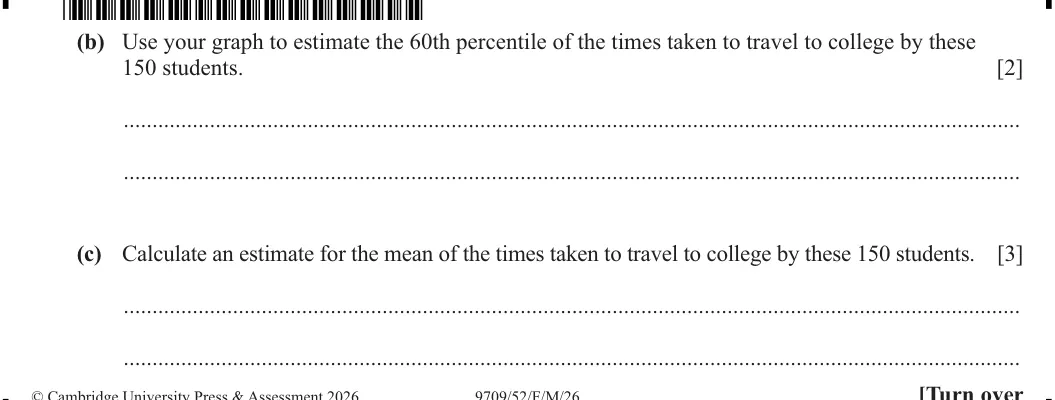 (b) Use your graph to estimate the 60th percentile of the times taken to travel to college by these
150 students. [2]
(c) Calculate an estimate for the mean of the times taken to travel to college by these 150 students. [3]
© Cambridge University Press & Assessment 2026 9709/52/F/M/26 [Turn over